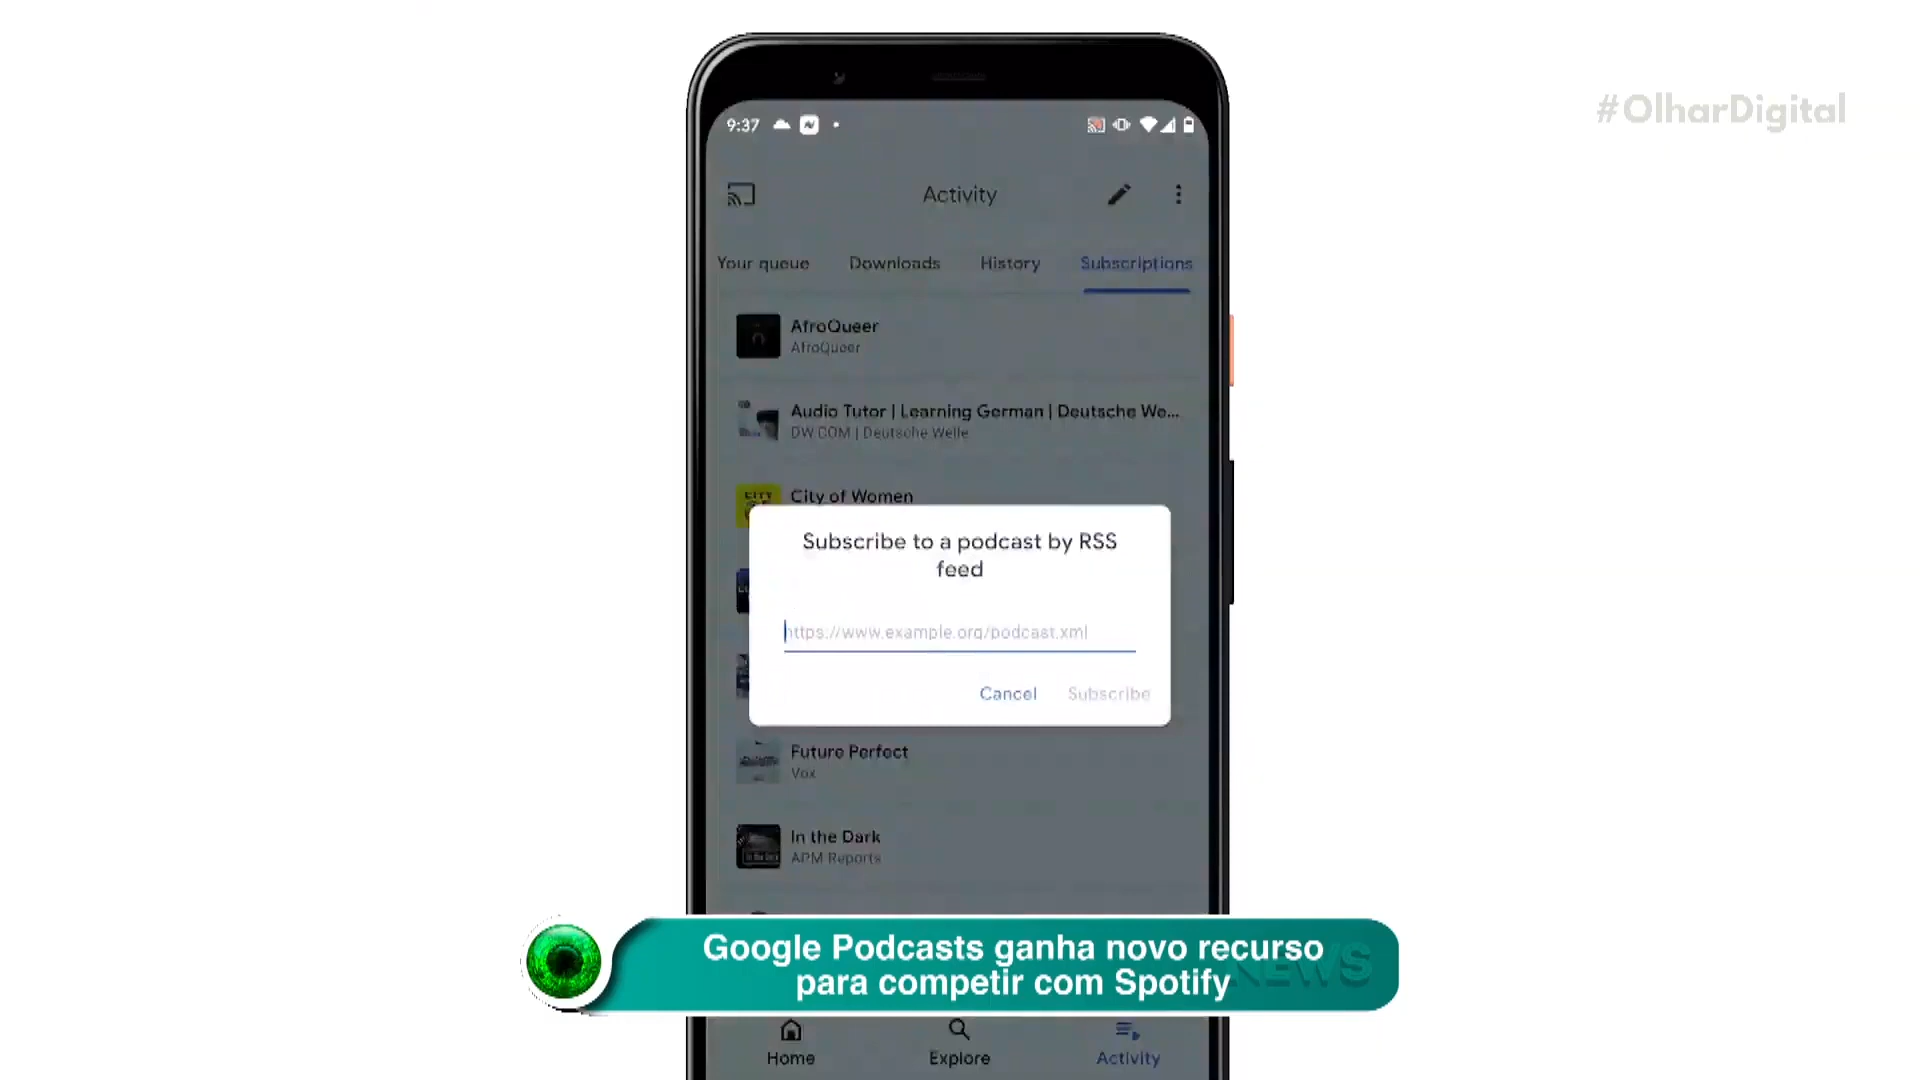 #OlharDigital
9:37
Activity
Your queue Downloads History Subscriptions
AfroQueer
AfroQueer
Audio Tutor | Learning German | Deutsche We...
DW.COM | Deutsche Welle
CITY
City of Women
Subscribe to a podcast by RSS
feed
https://www.example.org/podcast.xml
Cancel Subscribe
Future Perfect
Vox
In the Dark
APM Reports
Google Podcasts ganha novo recurso
para competir com Spotify
NEWS
Home Explore Activity